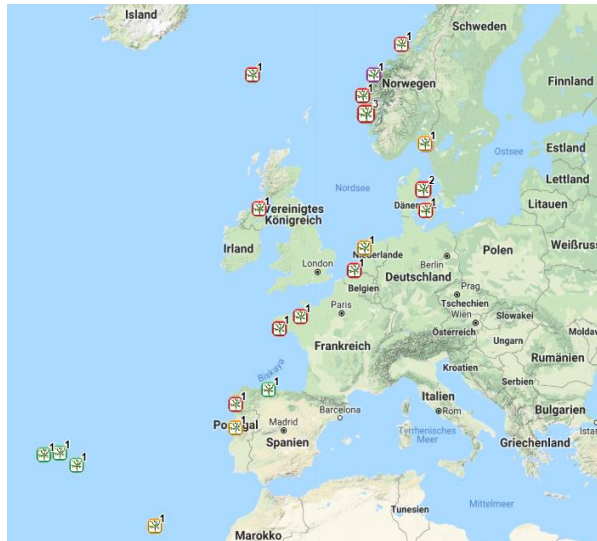 Island
Schweden
1
1
1
Norwegen
Finnland
1
3
1
Ostsee
Estland
Lettland
Nordsee
2
Dänem
1
Litauen
1
Vereinigtes
Königreich
Irland
1
Niederlande
London
1
Belgien
Berlin
Deutschland
Polen
Weißrus
Prag
Tschechien
Paris
Wien
Slowakei
1
1
Österreich
Ungarn
Moldaw
Frankreich
Rumänien
Kroatien
Biskaya
1
Serbien
1
Italien
Bulgarien
Barcelona
Rom
Portugal
1
Madrid
Spanien
Tyrrhenisches
Meer
Istan
Griechenland
1
1
1
Mittelmeer
Tunesien
1
Marokko